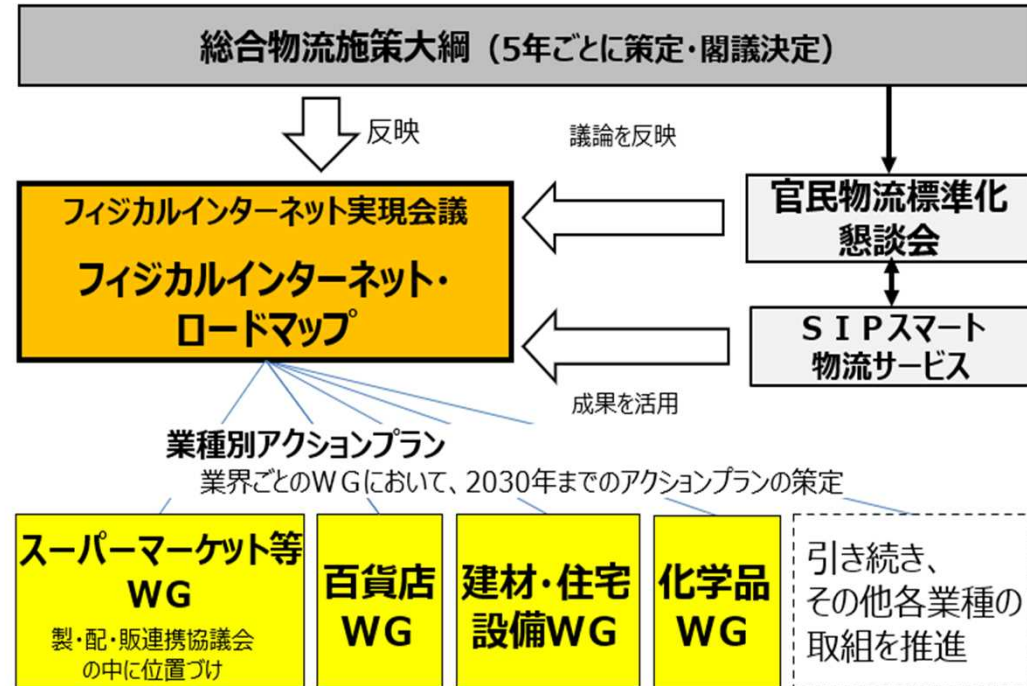 総合物流施策大綱 (5年ごとに策定・閣議決定)
反映
議論を反映
フィジカルインターネット実現会議
フィジカルインターネット・
ロードマップ
官民物流標準化
懇談会
ＳＩＰスマート
物流サービス
成果を活用
業種別アクションプラン
業界ごとのＷＧにおいて、2030年までのアクションプランの策定
スーパーマーケット等
WG
製・配・販連携協議会
の中に位置づけ
百貨店
WG
建材・住宅
設備WG
化学品
WG
引き続き、
その他各業種の
取組を推進